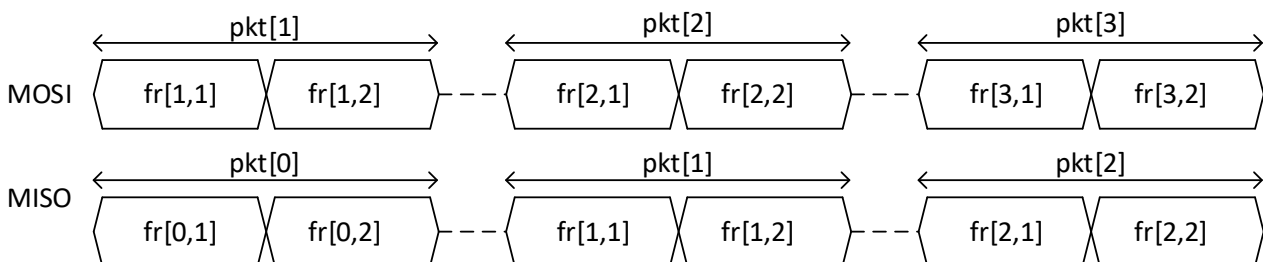 pkt[1] pkt[2] pkt[3]
MOSI fr[1,1] fr[1,2] fr[2,1] fr[2,2] fr[3,1] fr[3,2]
pkt[0] pkt[1] pkt[2]
MISO fr[0,1] fr[0,2] fr[1,1] fr[1,2] fr[2,1] fr[2,2]